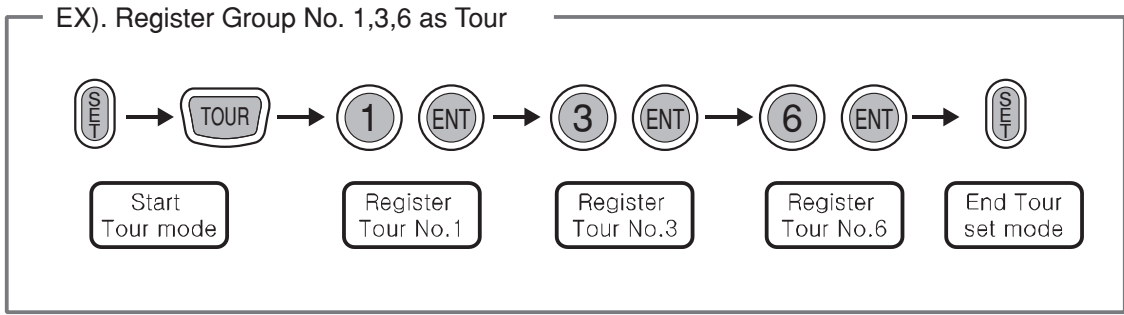 EX). Register Group No. 1,3,6 as Tour
SET TOUR 1 ENT 3 ENT 6 ENT SET
Start
Tour mode
Register
Tour No.1
Register
Tour No.3
Register
Tour No.6
End Tour
set mode